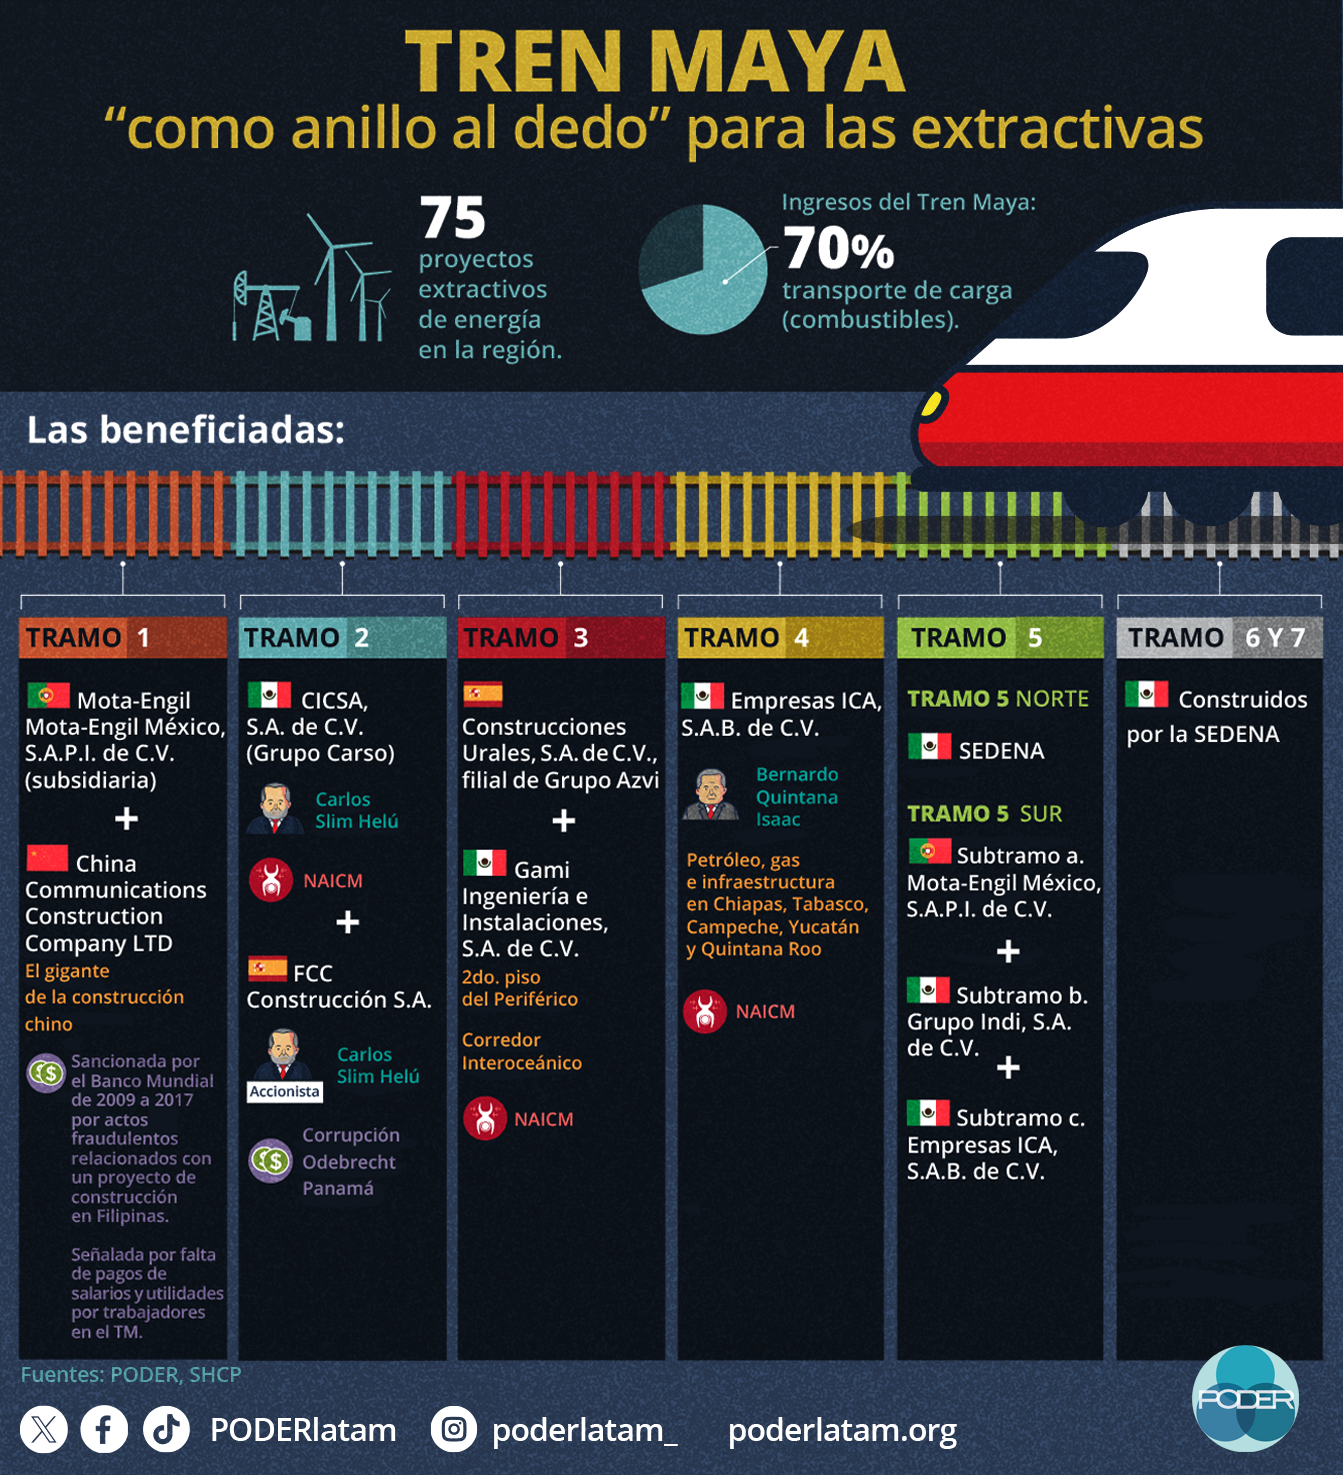 TREN MAYA
“como anillo al dedo” para las extractivas
75
proyectos
extractivos
de energía
en la región.
Ingresos del Tren Maya:
70%
transporte de carga
(combustibles).
Las beneficiadas:
TRAMO 1
Mota-Engil
Mota-Engil México,
S.A.P.I. de C.V.
(subsidiaria)
+
China
Communications
Construction
Company LTD
El gigante
de la construcción
chino
Sancionada por
el Banco Mundial
de 2009 a 2017
por actos
fraudulentos
relacionados con
un proyecto de
construcción
en Filipinas.
Señalada por falta
de pagos de
salarios y utilidades
por trabajadores
en el TM.
TRAMO 2
CICSA,
S.A. de C.V.
(Grupo Carso)
Carlos
Slim Helú
NAICM
+
FCC
Construcción S.A.
Carlos
Slim Helú
Accionista
$
Corrupción
Odebrecht
Panamá
TRAMO 3
Construcciones
Urales, S.A. de C.V.,
filial de Grupo Azvi
+
Gami
Ingeniería e
Instalaciones,
S.A. de C.V.
2do. piso
del Periférico
Corredor
Interoceánico
NAICM
TRAMO 4
Empresas ICA,
S.A.B. de C.V.
Bernardo
Quintana
Isaac
Petróleo, gas
e infraestructura
en Chiapas, Tabasco,
Campeche, Yucatán
y Quintana Roo
NAICM
TRAMO 5
TRAMO 5 NORTE
SEDENA
TRAMO 5 SUR
Subtramo a.
Mota-Engil México,
S.A.P.I. de C.V.
+
Subtramo b.
Grupo Indi, S.A.
de C.V.
+
Subtramo c.
Empresas ICA,
S.A.B. de C.V.
TRAMO 6 Y 7
Construidos
por la SEDENA
Fuentes: PODER, SHCP
PODERlatam
poderlatam_
poderlatam.org
PODER